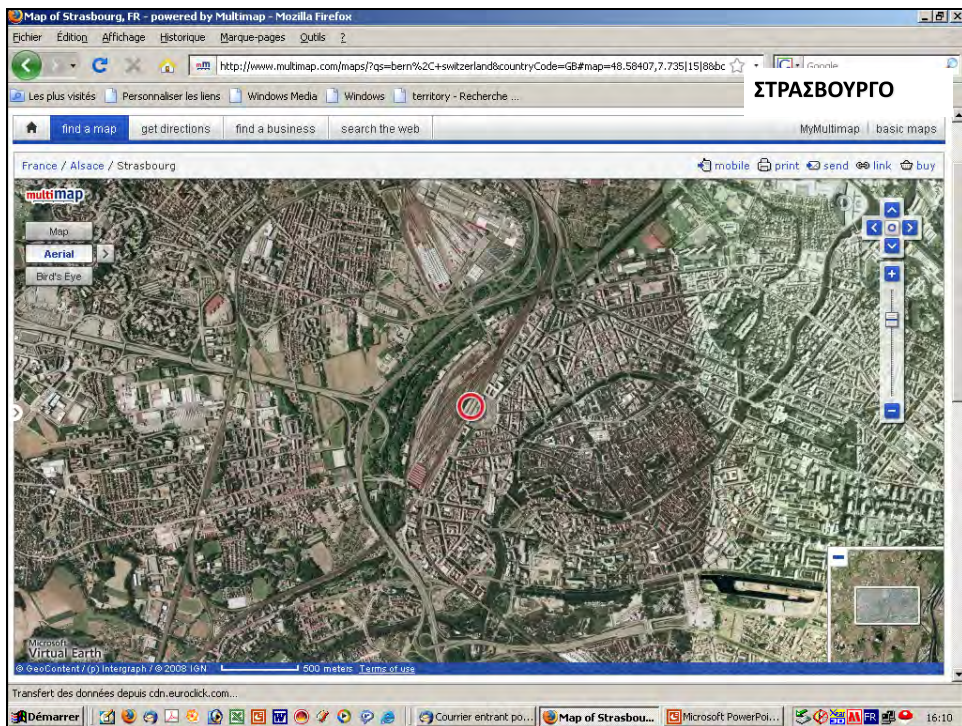 Map of Strasbourg, FR - powered by Multimap - Mozilla Firefox
Fichier Édition Affichage Historique Marque-pages Outils ?
http://www.multimap.com/maps/?qs=bern%2C+switzerland&countryCode=GB#map=48.58407,7.735|15|8&bc Google
Les plus visités Personnaliser les liens Windows Media Windows territory - Recherche ...
ΣΤΡΑΣΒΟΥΡΓΟ
find a map get directions find a business search the web MyMultimap basic maps
France / Alsace / Strasbourg mobile print send link buy
multimap
Map
Aerial
Bird's Eye
Microsoft
Virtual Earth
© GeoContent / (p) Intergraph / © 2008 IGN 500 meters Terms of use
Transfert des données depuis cdn.euroclick.com...
Démarrer Courrier entrant po... Map of Strasbou... Microsoft PowerPoi... FR 16:10